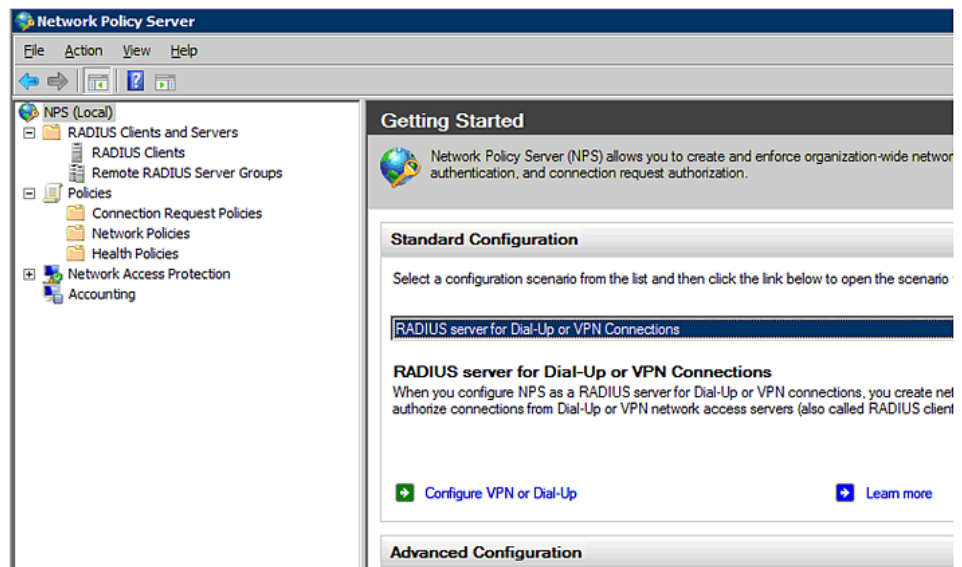 Network Policy Server
File Action View Help
NPS (Local)
RADIUS Clients and Servers
RADIUS Clients
Remote RADIUS Server Groups
Policies
Connection Request Policies
Network Policies
Health Policies
Network Access Protection
Accounting
Getting Started
Network Policy Server (NPS) allows you to create and enforce organization-wide networ
authentication, and connection request authorization.
Standard Configuration
Select a configuration scenario from the list and then click the link below to open the scenario
RADIUS server for Dial-Up or VPN Connections
RADIUS server for Dial-Up or VPN Connections
When you configure NPS as a RADIUS server for Dial-Up or VPN connections, you create net
authorize connections from Dial-Up or VPN network access servers (also called RADIUS client
Configure VPN or Dial-Up Learn more
Advanced Configuration